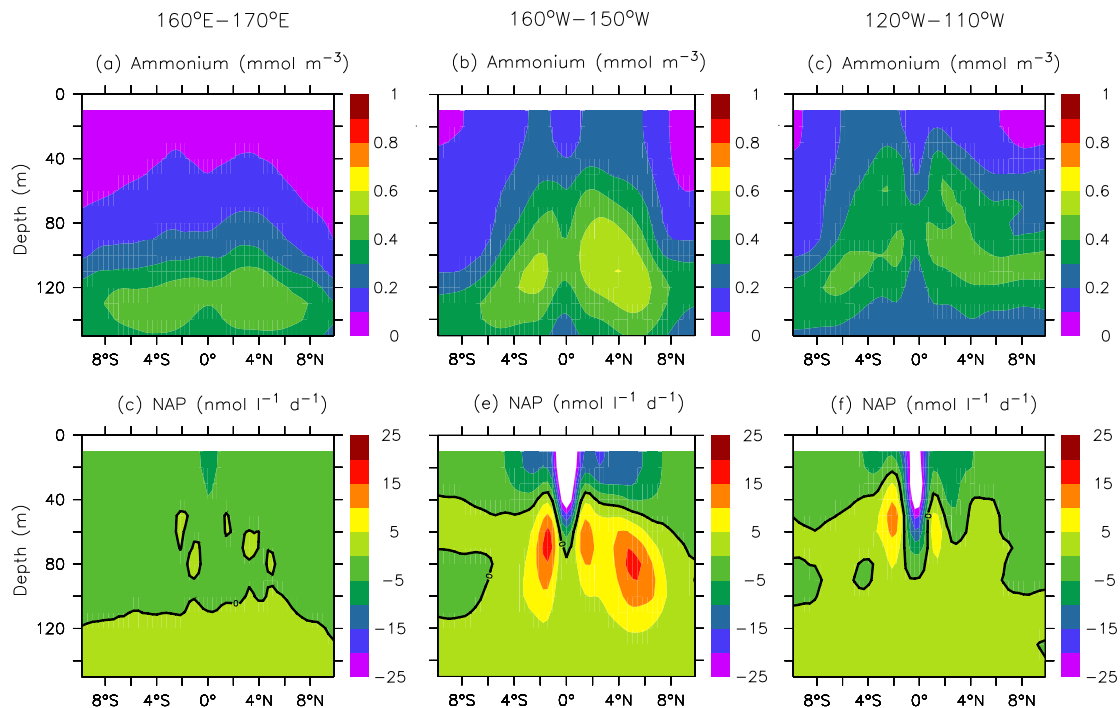 160°E−170°E
160°W−150°W
120°W−110°W
(a) Ammonium (mmol m⁻³)
(b) Ammonium (mmol m⁻³)
(c) Ammonium (mmol m⁻³)
0 40 80 120
Depth (m)
1 0.8 0.6 0.4 0.2 0
1 0.8 0.6 0.4 0.2 0
1 0.8 0.6 0.4 0.2 0
8°S 4°S 0° 4°N 8°N
8°S 4°S 0° 4°N 8°N
8°S 4°S 0° 4°N 8°N
(c) NAP (nmol l⁻¹ d⁻¹)
(e) NAP (nmol l⁻¹ d⁻¹)
(f) NAP (nmol l⁻¹ d⁻¹)
0 40 80 120
Depth (m)
25 15 5 −5 −15 −25
25 15 5 −5 −15 −25
25 15 5 −5 −15 −25
0
0 0
0
8°S 4°S 0° 4°N 8°N
8°S 4°S 0° 4°N 8°N
8°S 4°S 0° 4°N 8°N